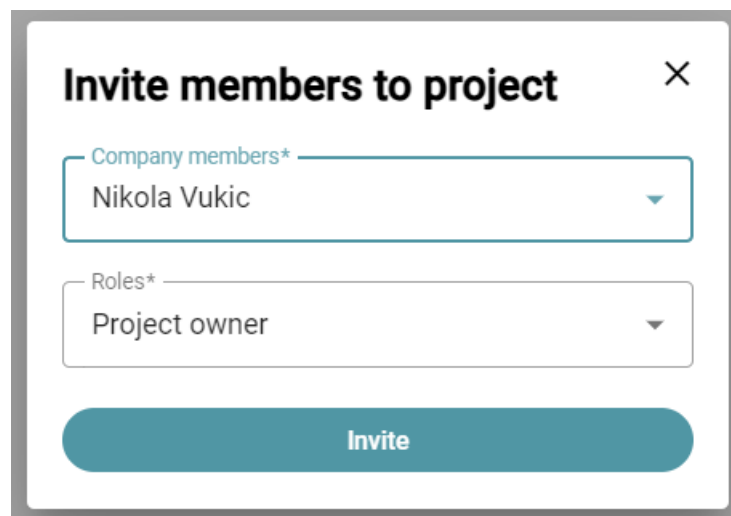 Invite members to project
Company members*
Nikola Vukic
Roles*
Project owner
Invite